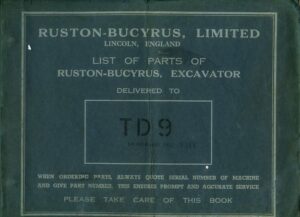 RUSTON-BUCYRUS, LIMITED
LINCOLN, ENGLAND
LIST OF PARTS OF
RUSTON-BUCYRUS, EXCAVATOR
DELIVERED TO
TD9
WHEN ORDERING PARTS, ALWAYS QUOTE SERIAL NUMBER OF MACHINE
AND GIVE PART NUMBER. THIS ENSURES PROMPT AND ACCURATE SERVICE
PLEASE TAKE CARE OF THIS BOOK